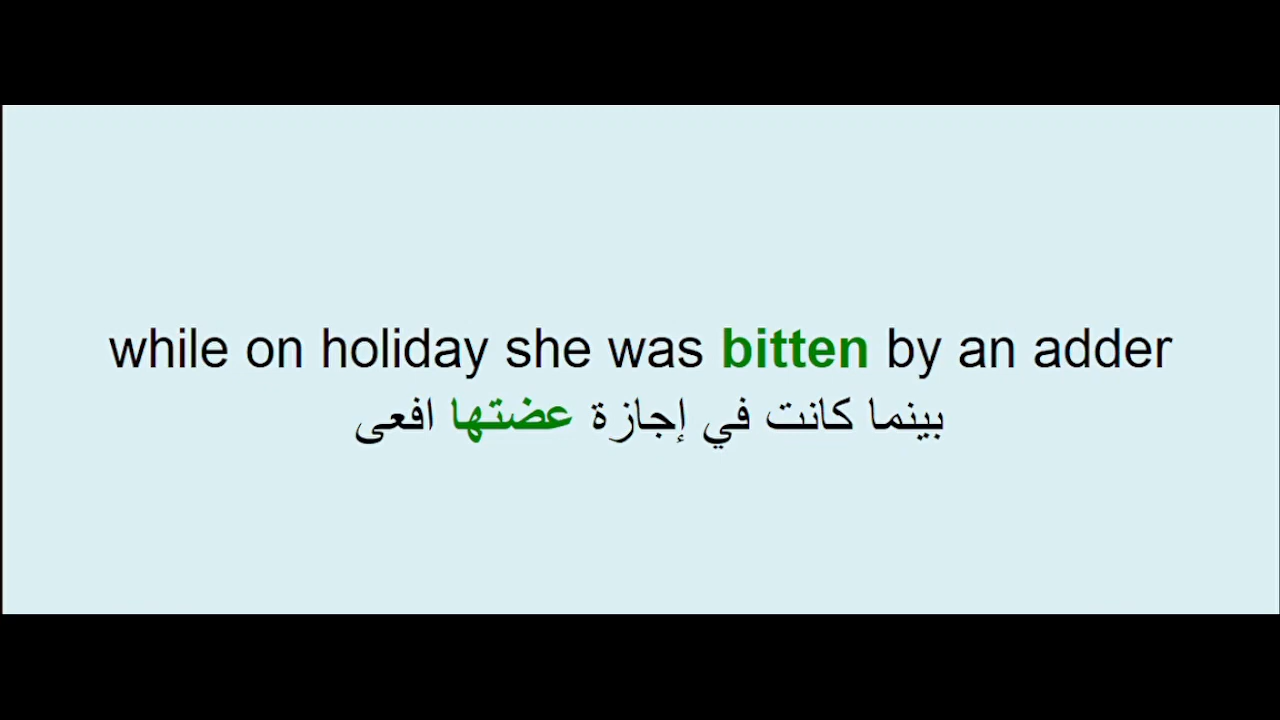 while on holiday she was bitten by an adder
بينما كانت في إجازة عضتها افعى